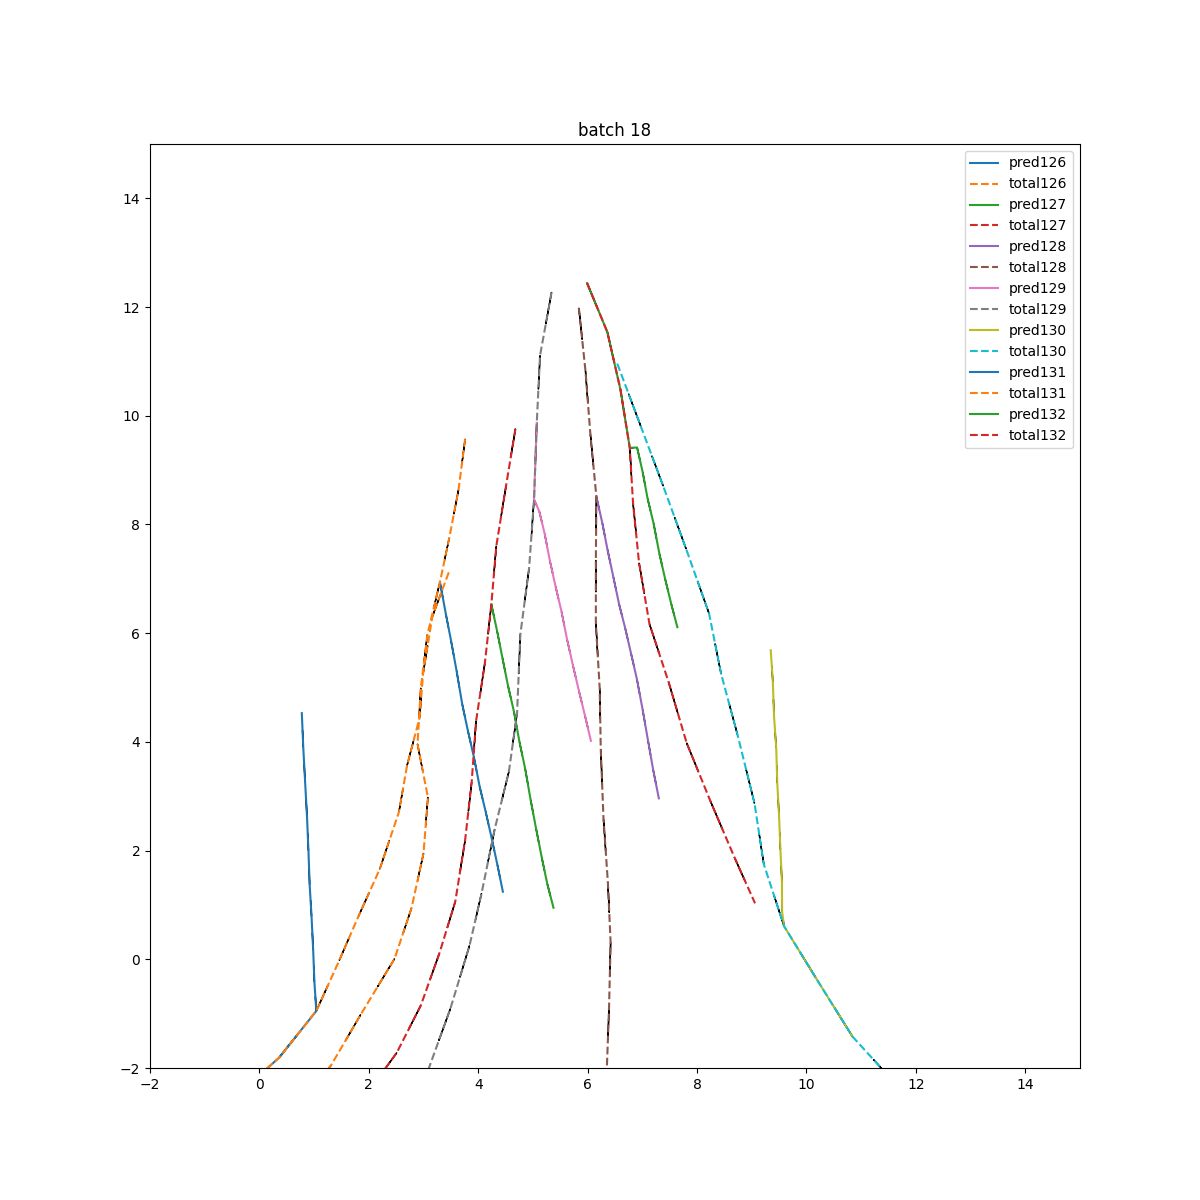 batch 18
pred126
total126
pred127
total127
pred128
total128
pred129
total129
pred130
total130
pred131
total131
pred132
total132
14
12
10
8
6
4
2
0
−2
−2 0 2 4 6 8 10 12 14